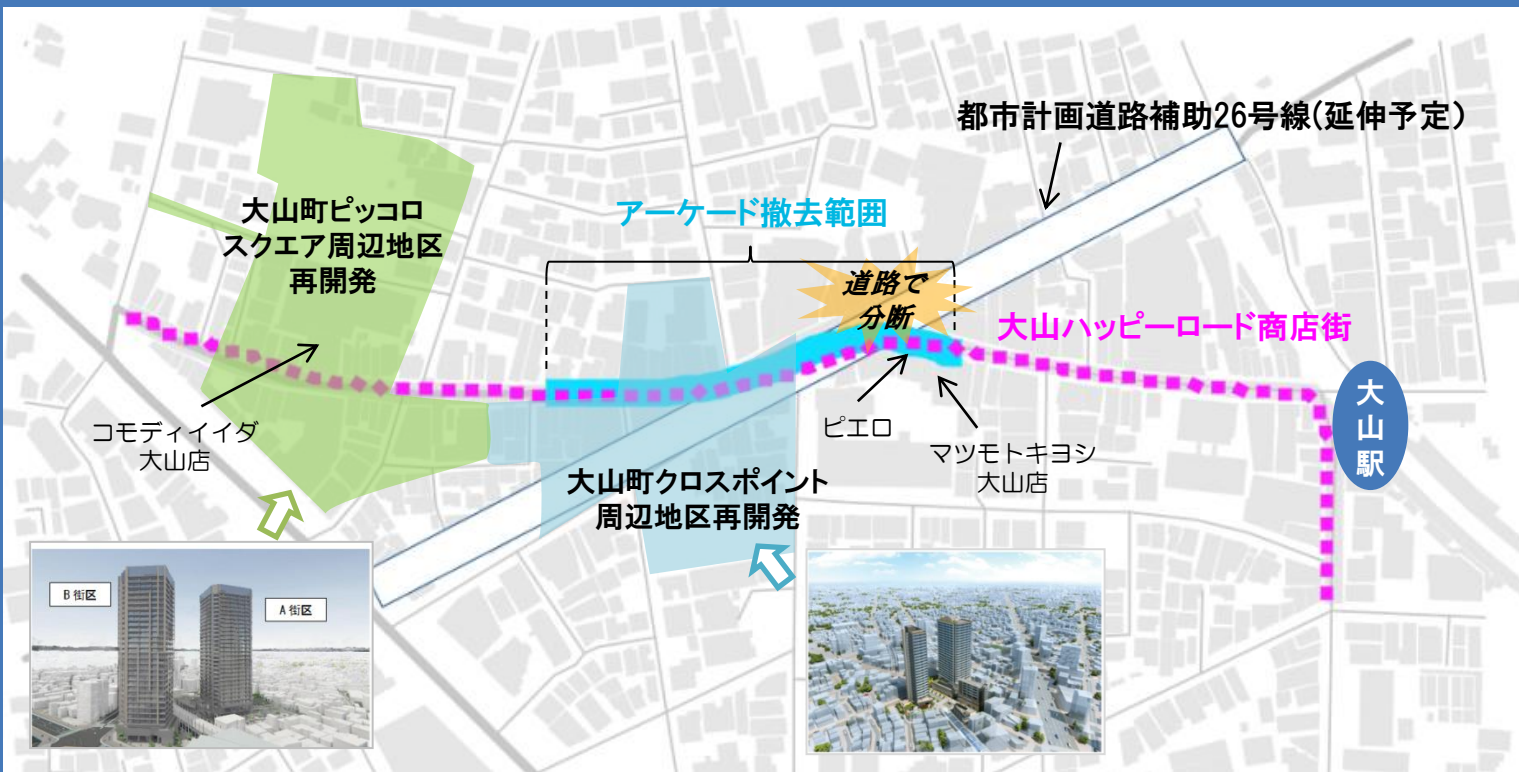 都市計画道路補助26号線(延伸予定)
大山町ピッコロ
スクエア周辺地区
再開発
アーケード撤去範囲
道路で
分断
大山ハッピーロード商店街
大山駅
コモディイイダ
大山店
ピエロ
マツモトキヨシ
大山店
大山町クロスポイント
周辺地区再開発
B街区
A街区